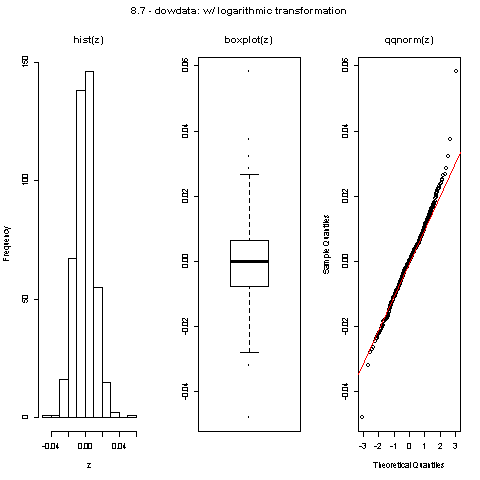 8.7 - dowdata: w/ logarithmic transformation
hist(z)
Frequency
150
100
50
0
-0.04
0.00
0.04
z
boxplot(z)
0.06
0.04
0.02
0.00
-0.02
-0.04
qqnorm(z)
Sample Quantiles
0.06
0.04
0.02
0.00
-0.02
-0.04
-3 -2 -1 0 1 2 3
Theoretical Quantiles